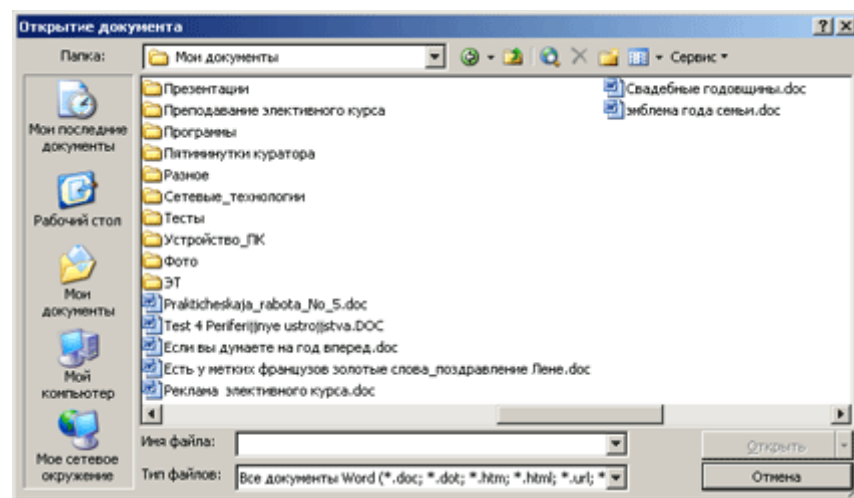 Открытие документа
Папка:
Мои документы
Сервис
Мои последние документы
Рабочий стол
Мои документы
Мой компьютер
Мое сетевое окружение
Презентации
Преподавание элективного курса
Программы
Пятиминутки куратора
Разное
Сетевые_технологии
Тесты
Устройство_ПК
Фото
ЭТ
Prakticheskaja_rabota_No_5.doc
Test 4 Periferijjnye ustrojjstva.DOC
Если вы думаете на год вперед.doc
Есть у метких французов золотые слова_поздравление Лене.doc
Реклама элективного курса.doc
Свадебные годовщины.doc
эмблема года семьи.doc
Имя файла:
Открыть
Тип файлов:
Все документы Word (*.doc; *.dot; *.htm; *.html; *.url; *
Отмена